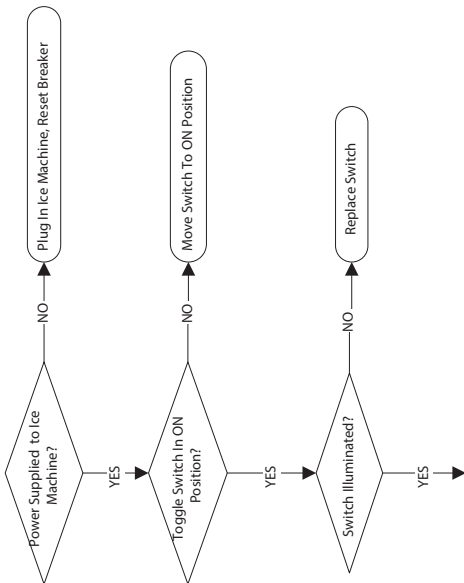 Power Supplied to Ice
Machine?
NO
Plug In Ice Machine, Reset Breaker
YES
Toggle Switch In ON
Position?
NO
Move Switch To ON Position
YES
Switch Illuminated?
NO
Replace Switch
YES